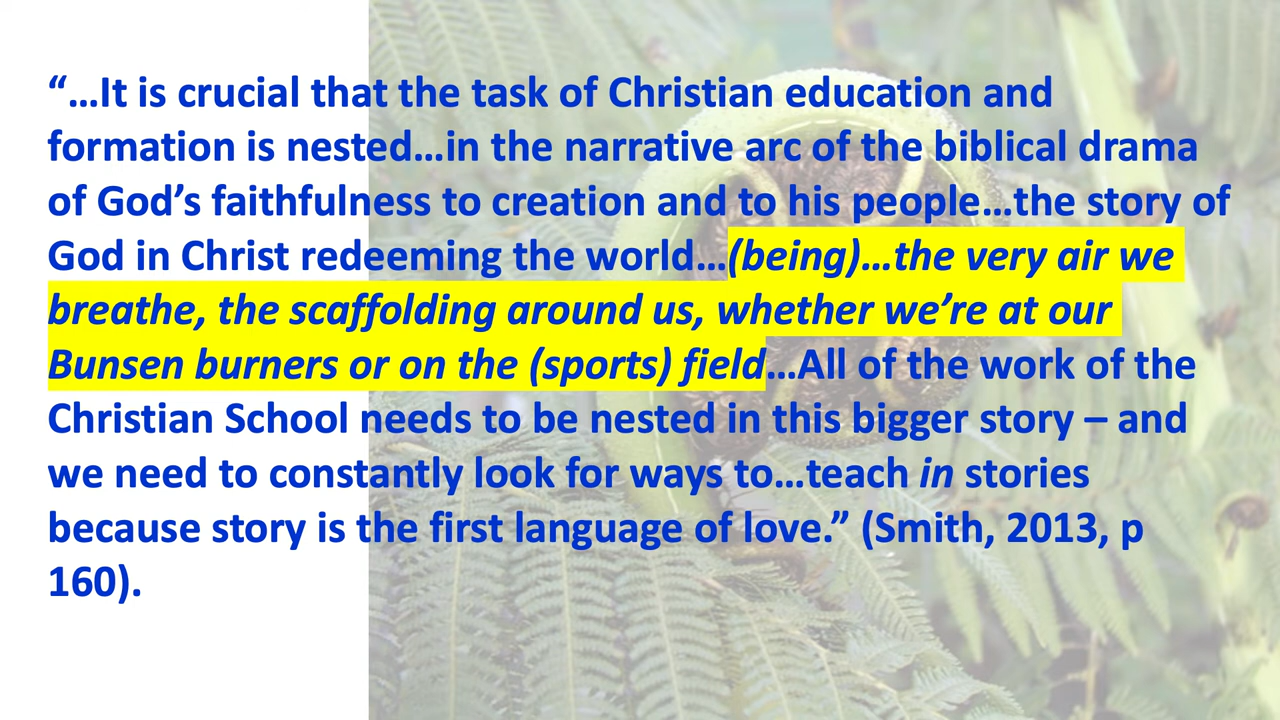 “…It is crucial that the task of Christian education and
formation is nested…in the narrative arc of the biblical drama
of God’s faithfulness to creation and to his people…the story of
God in Christ redeeming the world…(being)…the very air we
breathe, the scaffolding around us, whether we’re at our
Bunsen burners or on the (sports) field…All of the work of the
Christian School needs to be nested in this bigger story – and
we need to constantly look for ways to…teach in stories
because story is the first language of love.” (Smith, 2013, p
160).